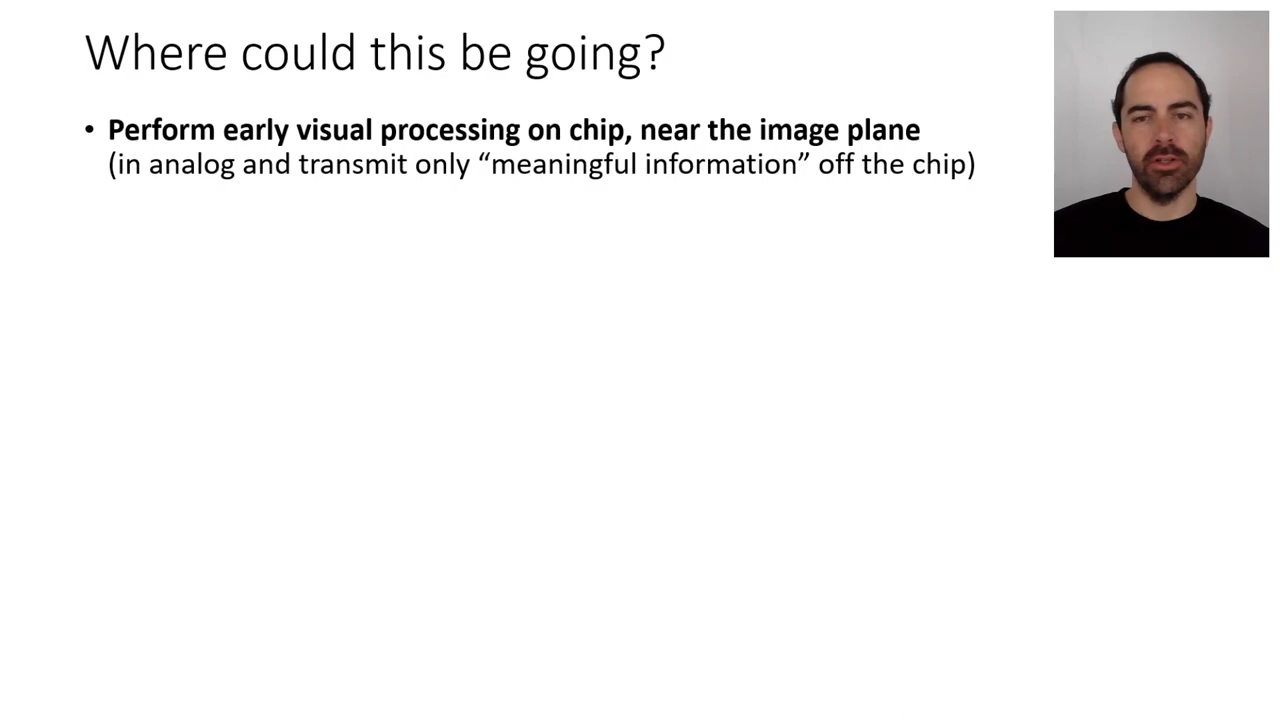 Where could this be going?
• Perform early visual processing on chip, near the image plane
(in analog and transmit only “meaningful information” off the chip)